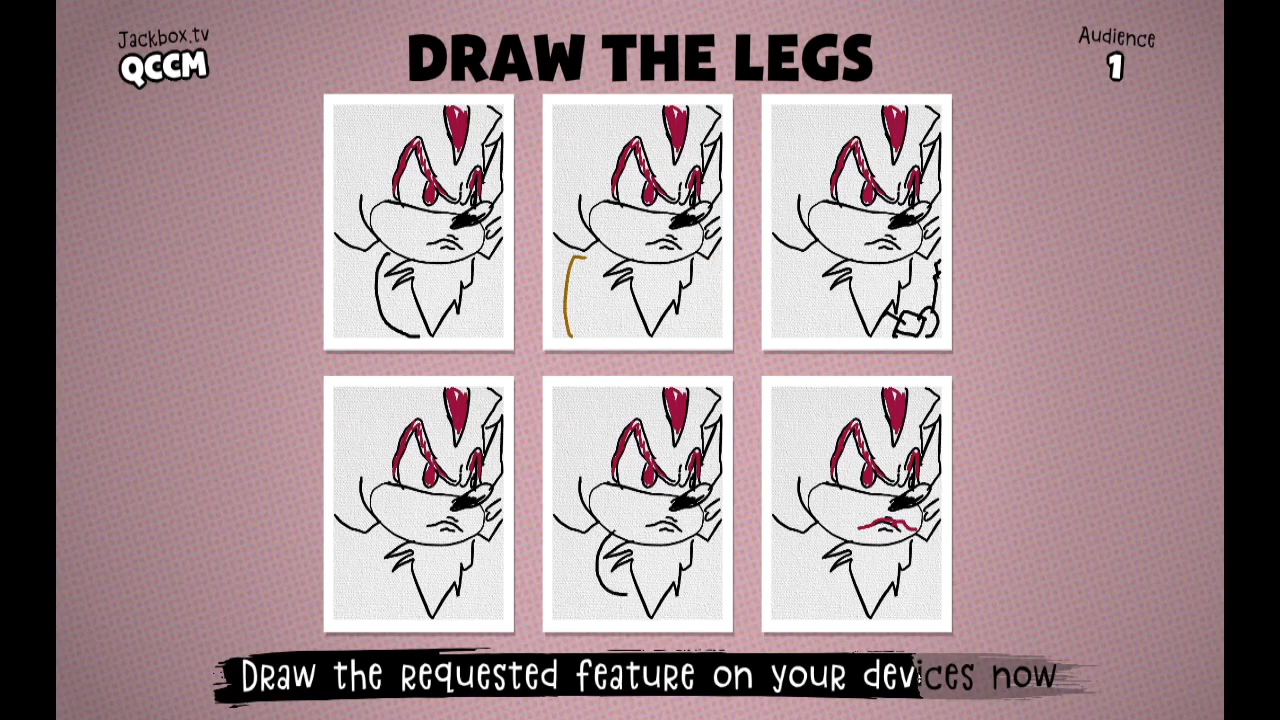 Jackbox.tv
QCCM
DRAW THE LEGS
Audience
1
Draw the requested feature on your devices now